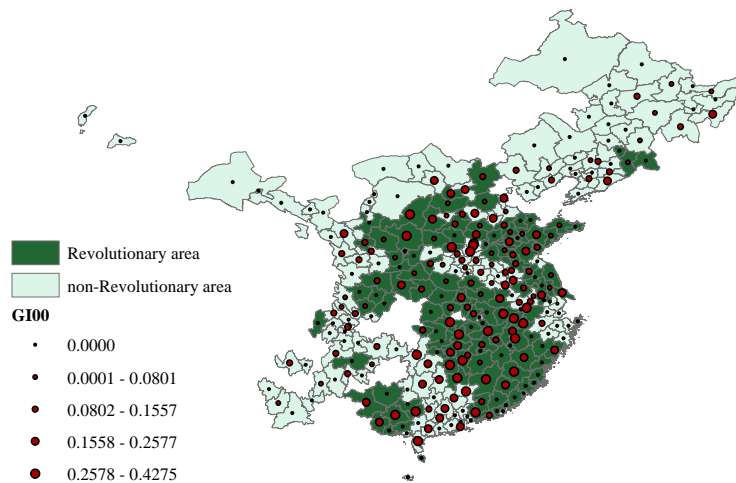 Revolutionary area
non-Revolutionary area
GI00
0.0000
0.0001 - 0.0801
0.0802 - 0.1557
0.1558 - 0.2577
0.2578 - 0.4275